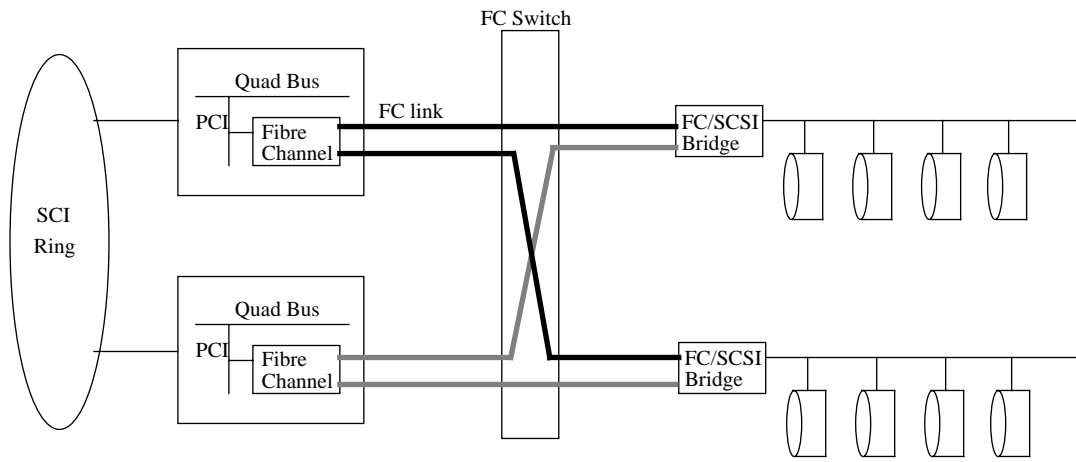 FC Switch
Quad Bus
FC link
PCI
Fibre
Channel
FC/SCSI
Bridge
SCI
Ring
Quad Bus
PCI
Fibre
Channel
FC/SCSI
Bridge